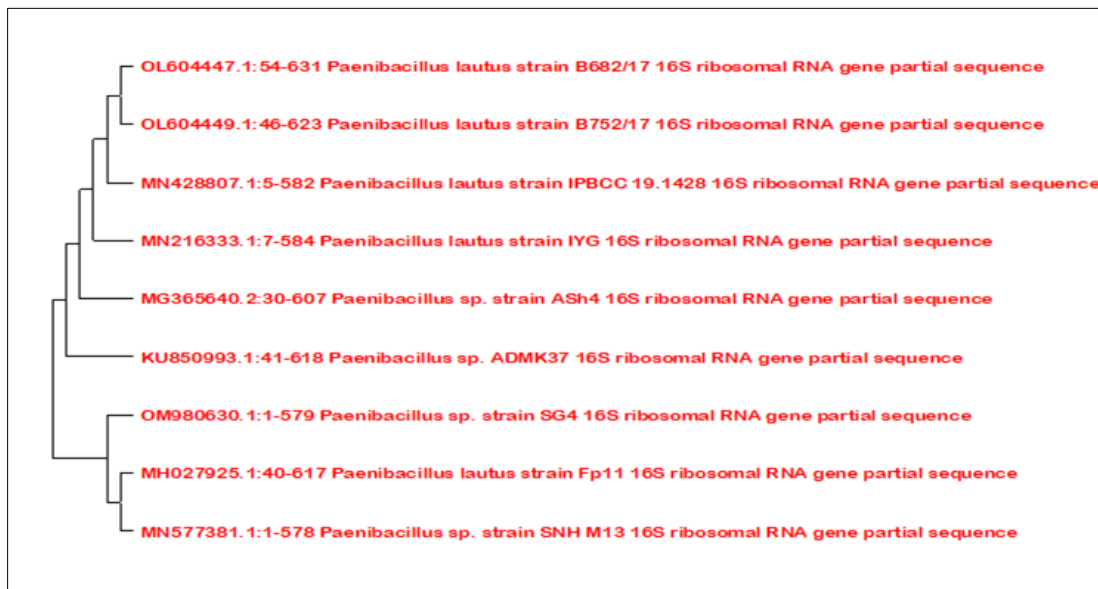 OL604447.1:54-631 Paenibacillus lautus strain B682/17 16S ribosomal RNA gene partial sequence
OL604449.1:46-623 Paenibacillus lautus strain B752/17 16S ribosomal RNA gene partial sequence
MN428807.1:5-582 Paenibacillus lautus strain IPBCC 19.1428 16S ribosomal RNA gene partial sequence
MN216333.1:7-584 Paenibacillus lautus strain IYG 16S ribosomal RNA gene partial sequence
MG365640.2:30-607 Paenibacillus sp. strain ASh4 16S ribosomal RNA gene partial sequence
KU850993.1:41-618 Paenibacillus sp. ADMK37 16S ribosomal RNA gene partial sequence
OM980630.1:1-579 Paenibacillus sp. strain SG4 16S ribosomal RNA gene partial sequence
MH027925.1:40-617 Paenibacillus lautus strain Fp11 16S ribosomal RNA gene partial sequence
MN577381.1:1-578 Paenibacillus sp. strain SNH M13 16S ribosomal RNA gene partial sequence